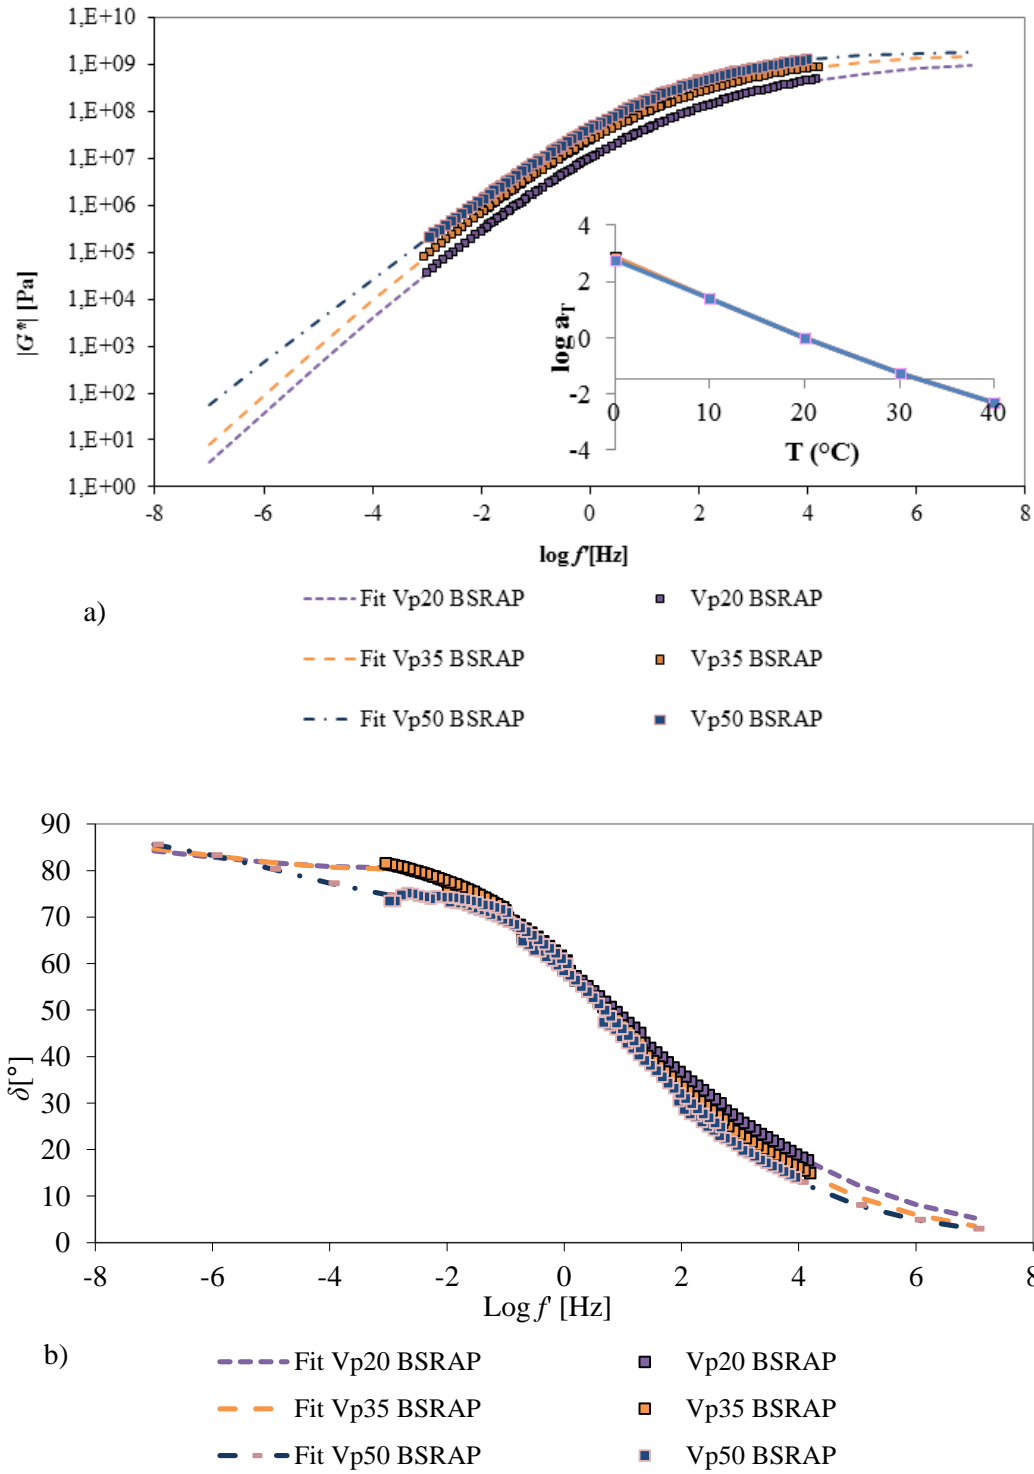 1,E+10
1,E+09
1,E+08
1,E+07
1,E+06
1,E+05
1,E+04
1,E+03
1,E+02
1,E+01
1,E+00
|G*| [Pa]
-8 -6 -4 -2 0 2 4 6 8
log f'[Hz]
4
2
0
-2
-4
log aT
0 10 20 30 40
T (°C)
Fit Vp20 BSRAP Vp20 BSRAP
Fit Vp35 BSRAP Vp35 BSRAP
Fit Vp50 BSRAP Vp50 BSRAP
a)
90
80
70
60
50
40
30
20
10
0
δ[°]
-8 -6 -4 -2 0 2 4 6 8
Log f' [Hz]
b)
Fit Vp20 BSRAP Vp20 BSRAP
Fit Vp35 BSRAP Vp35 BSRAP
Fit Vp50 BSRAP Vp50 BSRAP